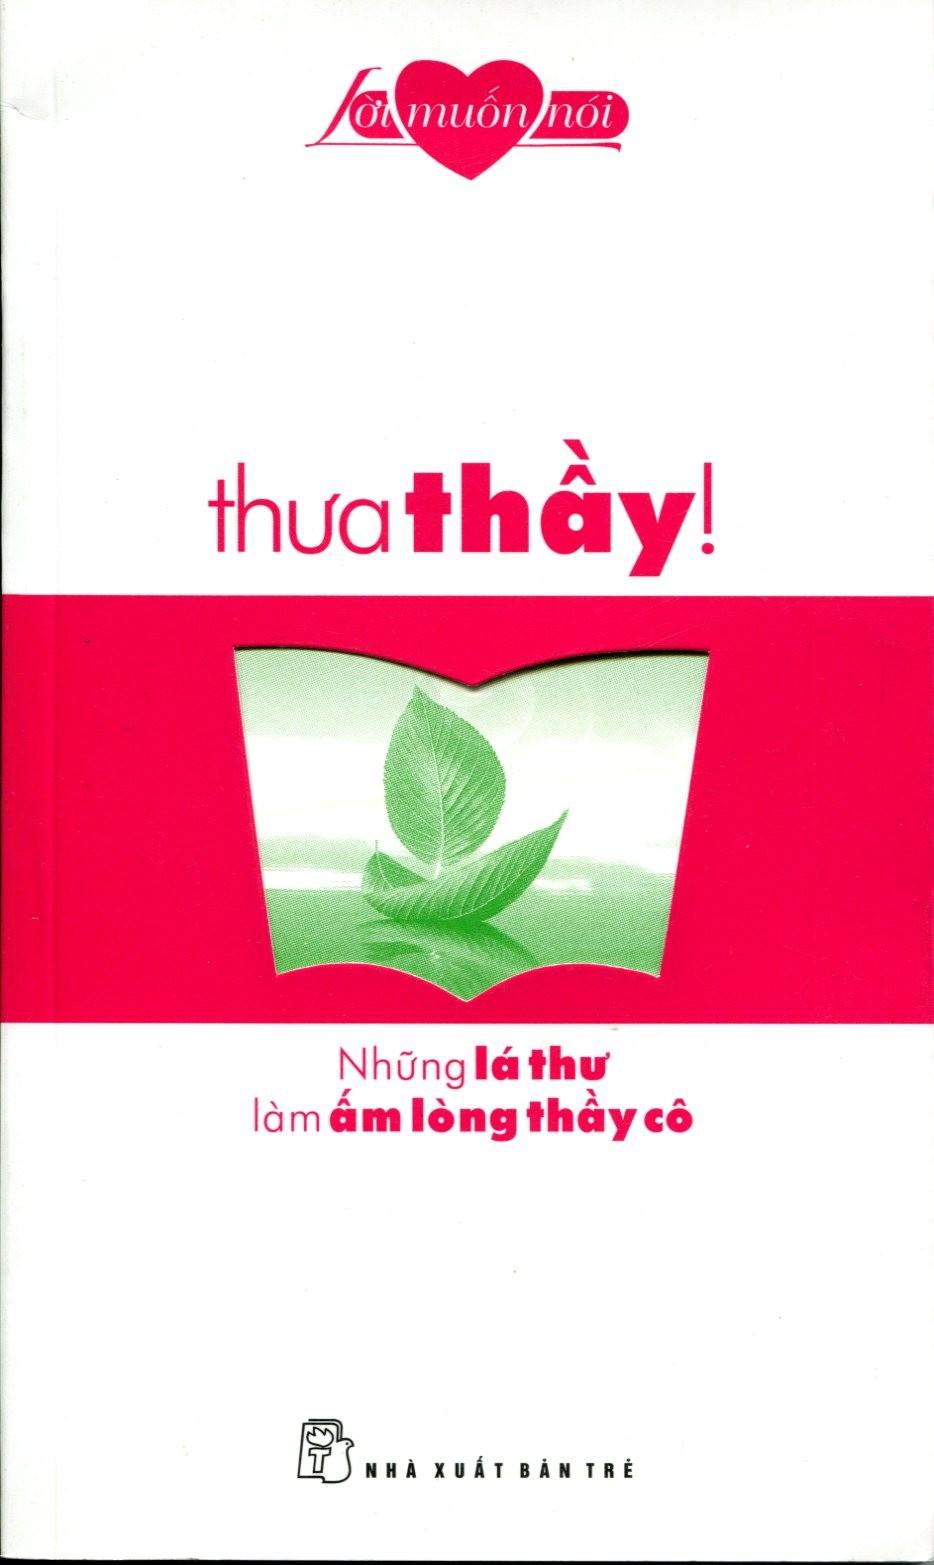 Lời muốn nói
thưa thầy!
Những lá thư
làm ấm lòng thầy cô
T
NHÀ XUẤT BẢN TRẺ